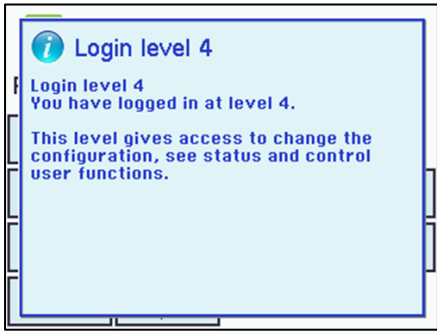 Login level 4
Login level 4
You have logged in at level 4.
This level gives access to change the
configuration, see status and control
user functions.